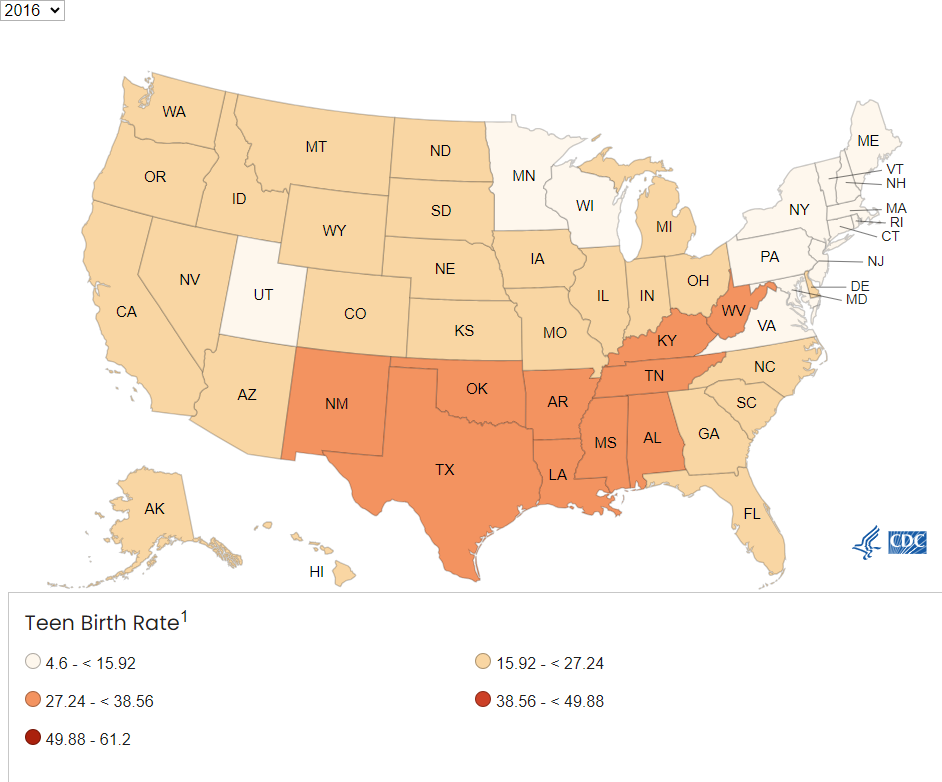 2016
WA
MT
ND
MN
ME
VT
NH
OR
ID
SD
WI
MI
NY
MA
RI
CT
WY
IA
PA
NJ
NE
NV
UT
IL
IN
OH
DE
MD
CA
CO
KS
MO
WV
VA
KY
AZ
NM
OK
AR
TN
NC
SC
MS
AL
GA
TX
LA
AK
FL
HI
CDC
Teen Birth Rate1
4.6 - < 15.92
15.92 - < 27.24
27.24 - < 38.56
38.56 - < 49.88
49.88 - 61.2